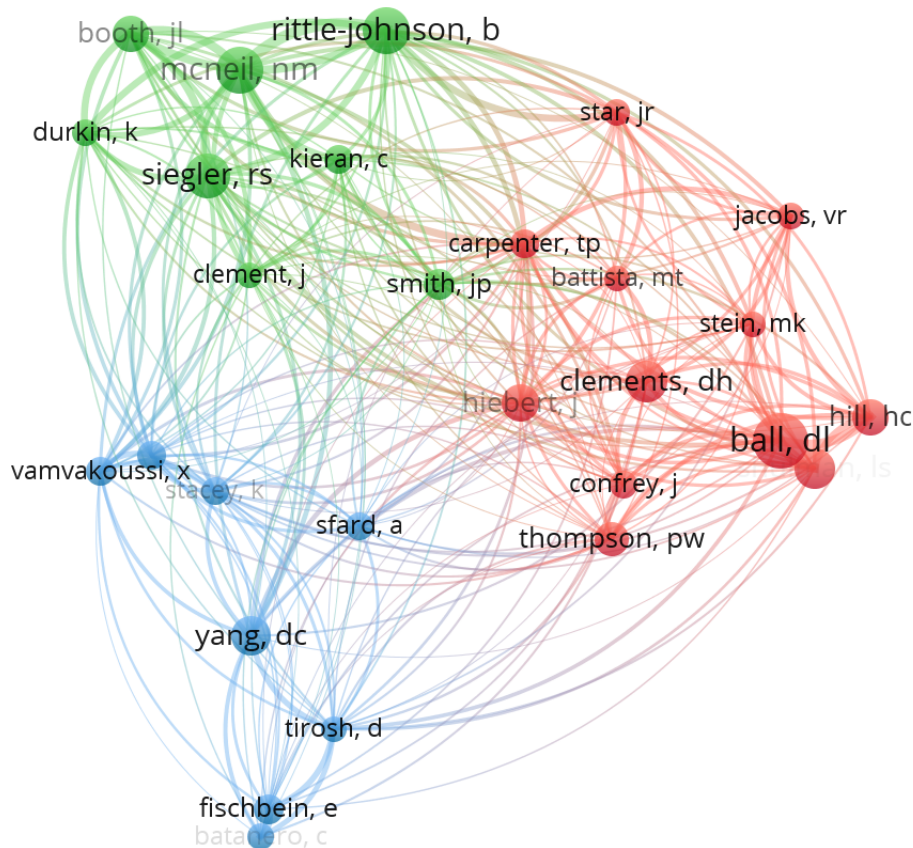 rittle-johnson, b
booth, jl
mcneil, nm
star, jr
durkin, k
kieran, c
siegler, rs
jacobs, vr
carpenter, tp
clement, j
smith, jp
battista, mt
stein, mk
clements, dh
hiebert, j
hill, hc
ball, dl
ls
vamvakoussi, x
confrey, j
stacey, k
sfard, a
thompson, pw
yang, dc
tirosh, d
fischbein, e
batanero, c